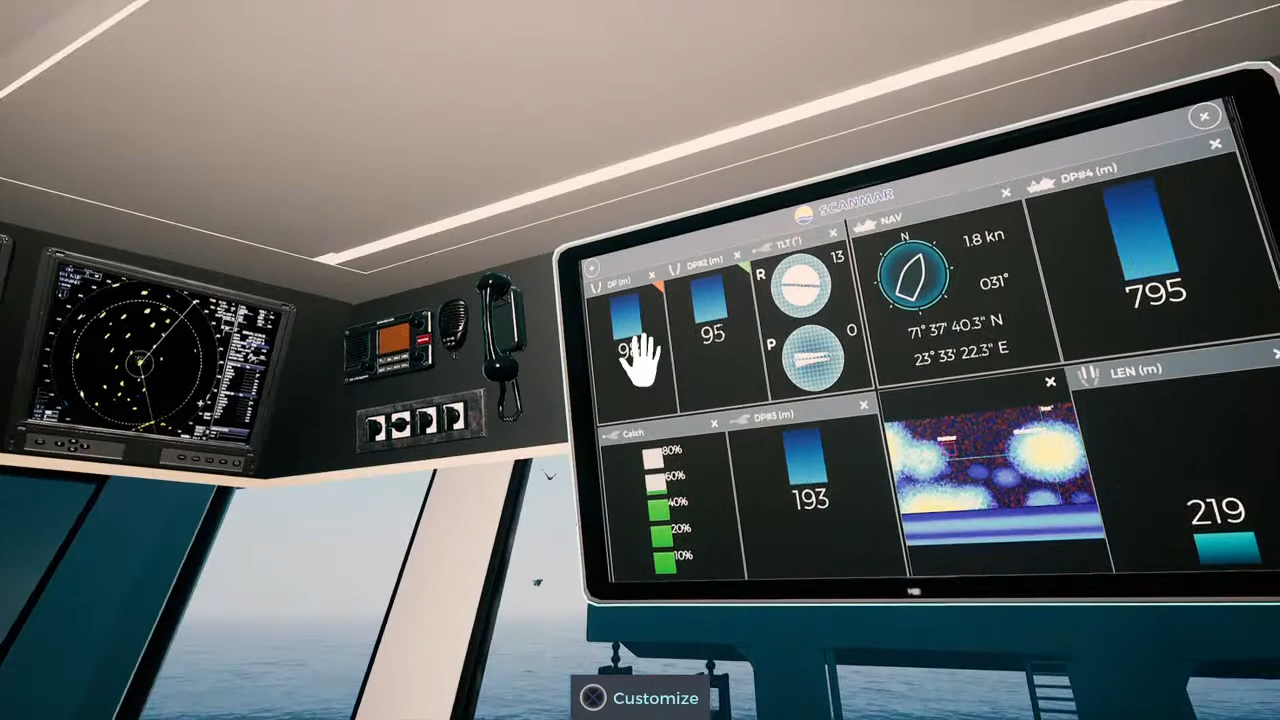 SCANMAR
DP (m)
DP#2 (m)
95
TLT (°)
R
13
P
0
NAV
N
1.8 kn
031°
71° 37' 40.3" N
23° 33' 22.3" E
DP#4 (m)
795
Catch
80%
60%
40%
20%
10%
DP#3 (m)
193
LEN (m)
219
Customize